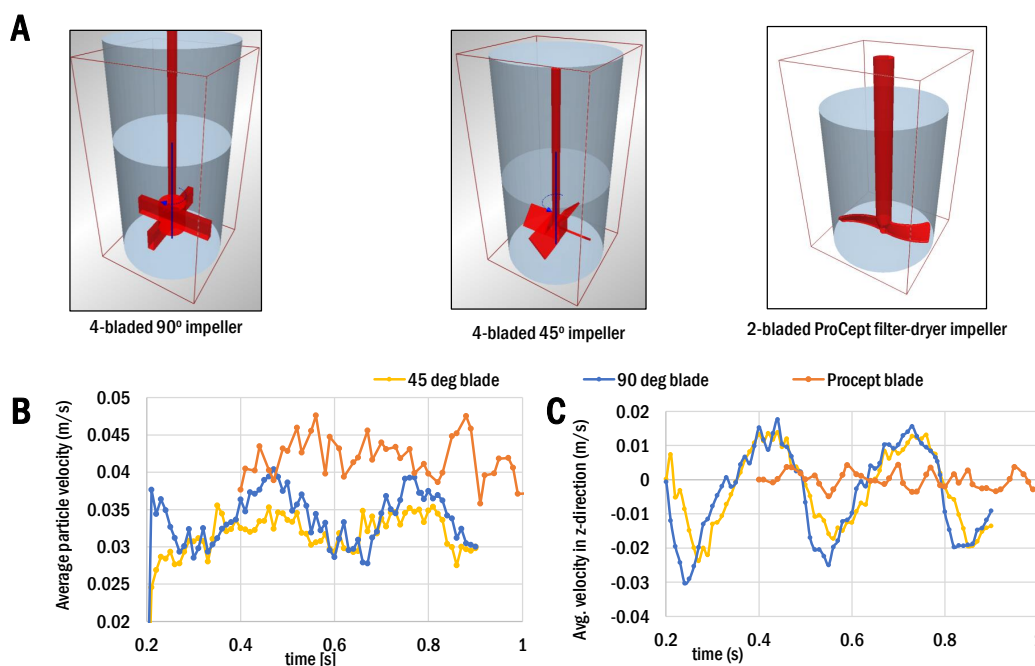 A
4-bladed 90º impeller
4-bladed 45º impeller
2-bladed ProCept filter-dryer impeller
45 deg blade
90 deg blade
Procept blade
B
Average particle velocity (m/s)
0.05
0.045
0.04
0.035
0.03
0.025
0.02
0.2
0.4
0.6
0.8
1
time [s]
C
Avg. velocity in z-direction (m/s)
0.02
0.01
0
-0.01
-0.02
-0.03
-0.04
0.2
0.4
0.6
0.8
time (s)